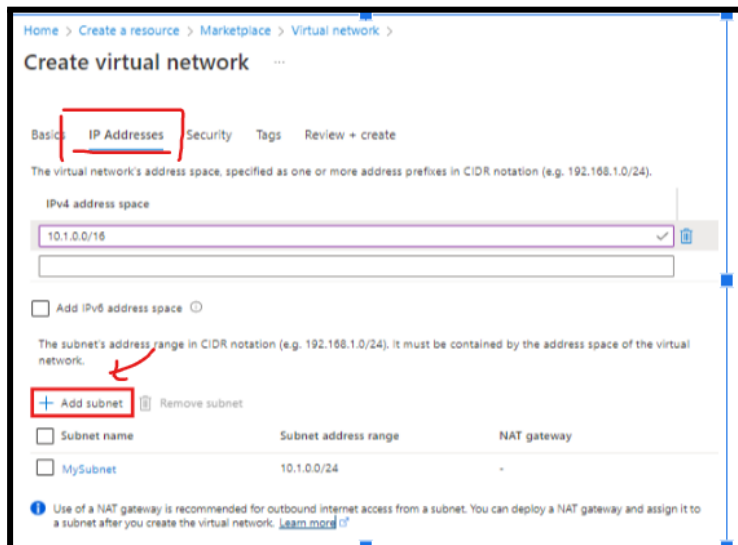 Home > Create a resource > Marketplace > Virtual network >
Create virtual network ...
Basics IP Addresses Security Tags Review + create
The virtual network's address space, specified as one or more address prefixes in CIDR notation (e.g. 192.168.1.0/24).
IPv4 address space
10.1.0.0/16
Add IPv6 address space
The subnet's address range in CIDR notation (e.g. 192.168.1.0/24). It must be contained by the address space of the virtual
network.
+ Add subnet Remove subnet
Subnet name Subnet address range NAT gateway
MySubnet 10.1.0.0/24 -
Use of a NAT gateway is recommended for outbound internet access from a subnet. You can deploy a NAT gateway and assign it to
a subnet after you create the virtual network. Learn more